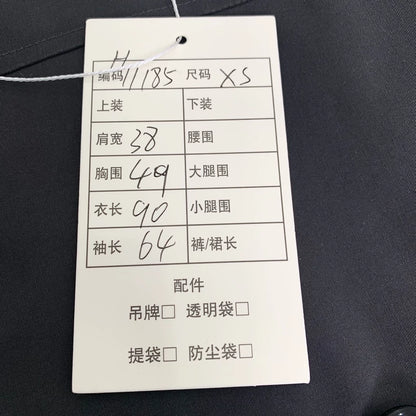 编码 H11185 尺码 XS
上装 下装
肩宽 38 腰围
胸围 49 大腿围
衣长 90 小腿围
袖长 64 裤/裙长
配件
吊牌□ 透明袋□
提袋□ 防尘袋□